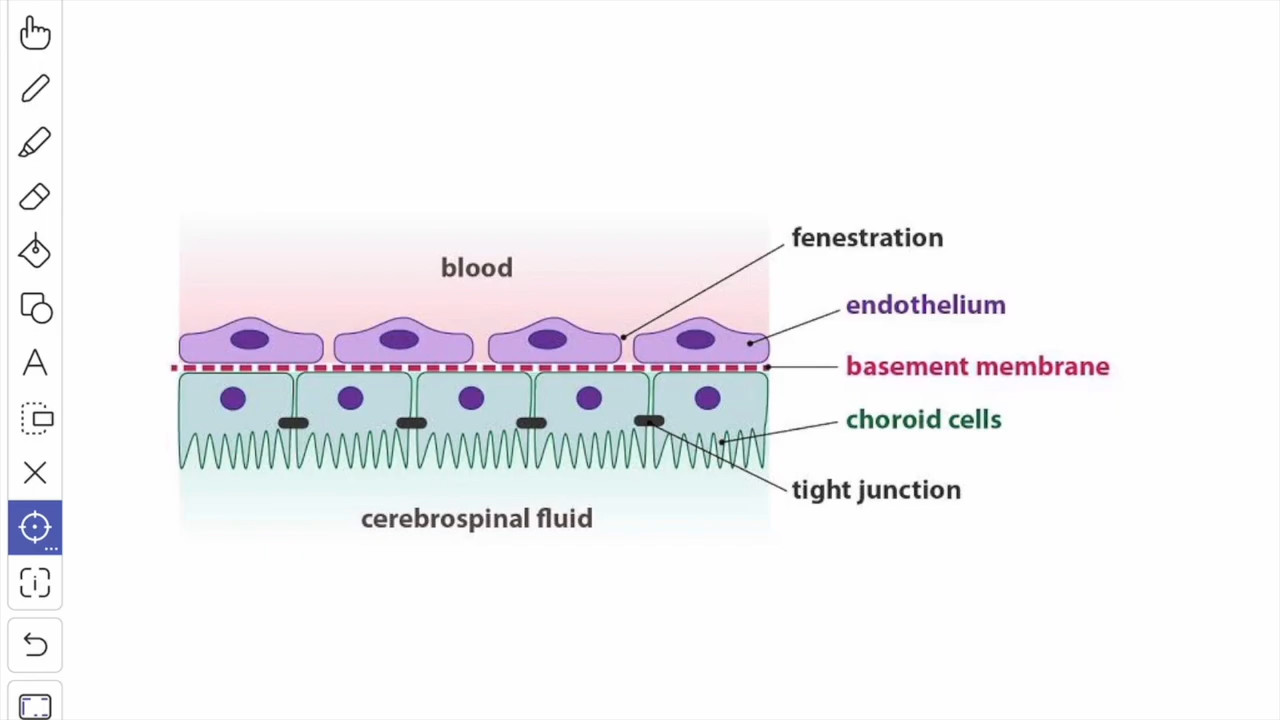 fenestration
blood
endothelium
basement membrane
choroid cells
tight junction
cerebrospinal fluid